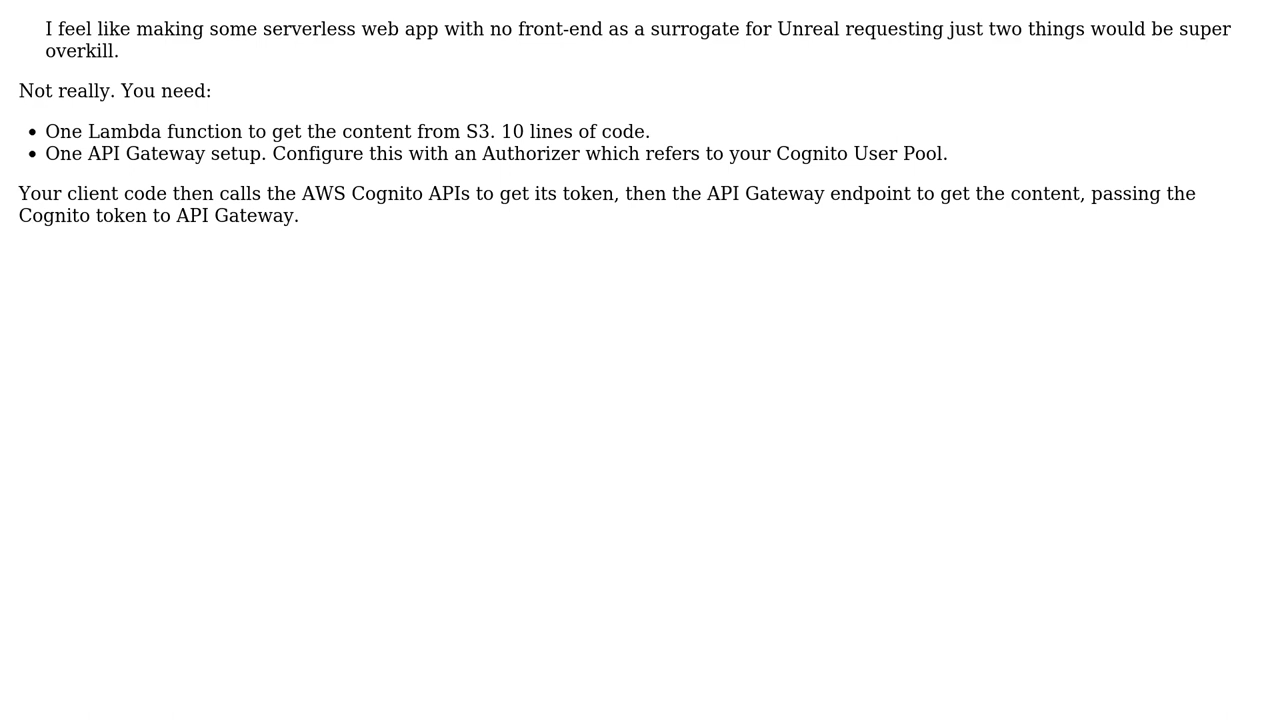 I feel like making some serverless web app with no front-end as a surrogate for Unreal requesting just two things would be super
overkill.
Not really. You need:
• One Lambda function to get the content from S3. 10 lines of code.
• One API Gateway setup. Configure this with an Authorizer which refers to your Cognito User Pool.
Your client code then calls the AWS Cognito APIs to get its token, then the API Gateway endpoint to get the content, passing the
Cognito token to API Gateway.